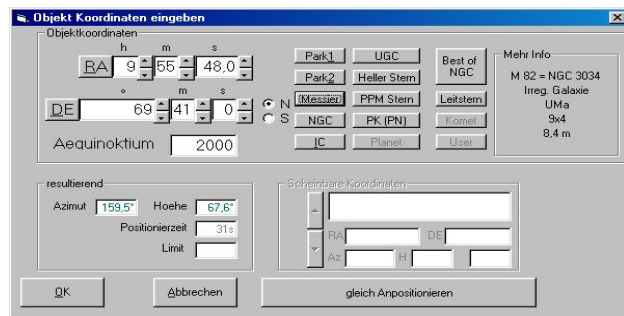 Objekt Koordinaten eingeben
Objektkoordinaten
h m s
RA 9 55 48,0
° m s
DE 69 41 0 N S
Aequinoktium 2000
Park1 UGC Best of NGC
Park2 Heller Stern
Messier PPM Stern Leitstern
NGC PK (PN) Komet
IC Planet User
Mehr Info
M 82 = NGC 3034
Irreg. Galaxie
UMa
9x4
8,4 m
resultierend
Azimut 159,5° Hoehe 67,6°
Positionierzeit 31s
Limit
Scheinbare Koordinaten
RA DE
Az H
OK Abbrechen gleich Anpositionieren